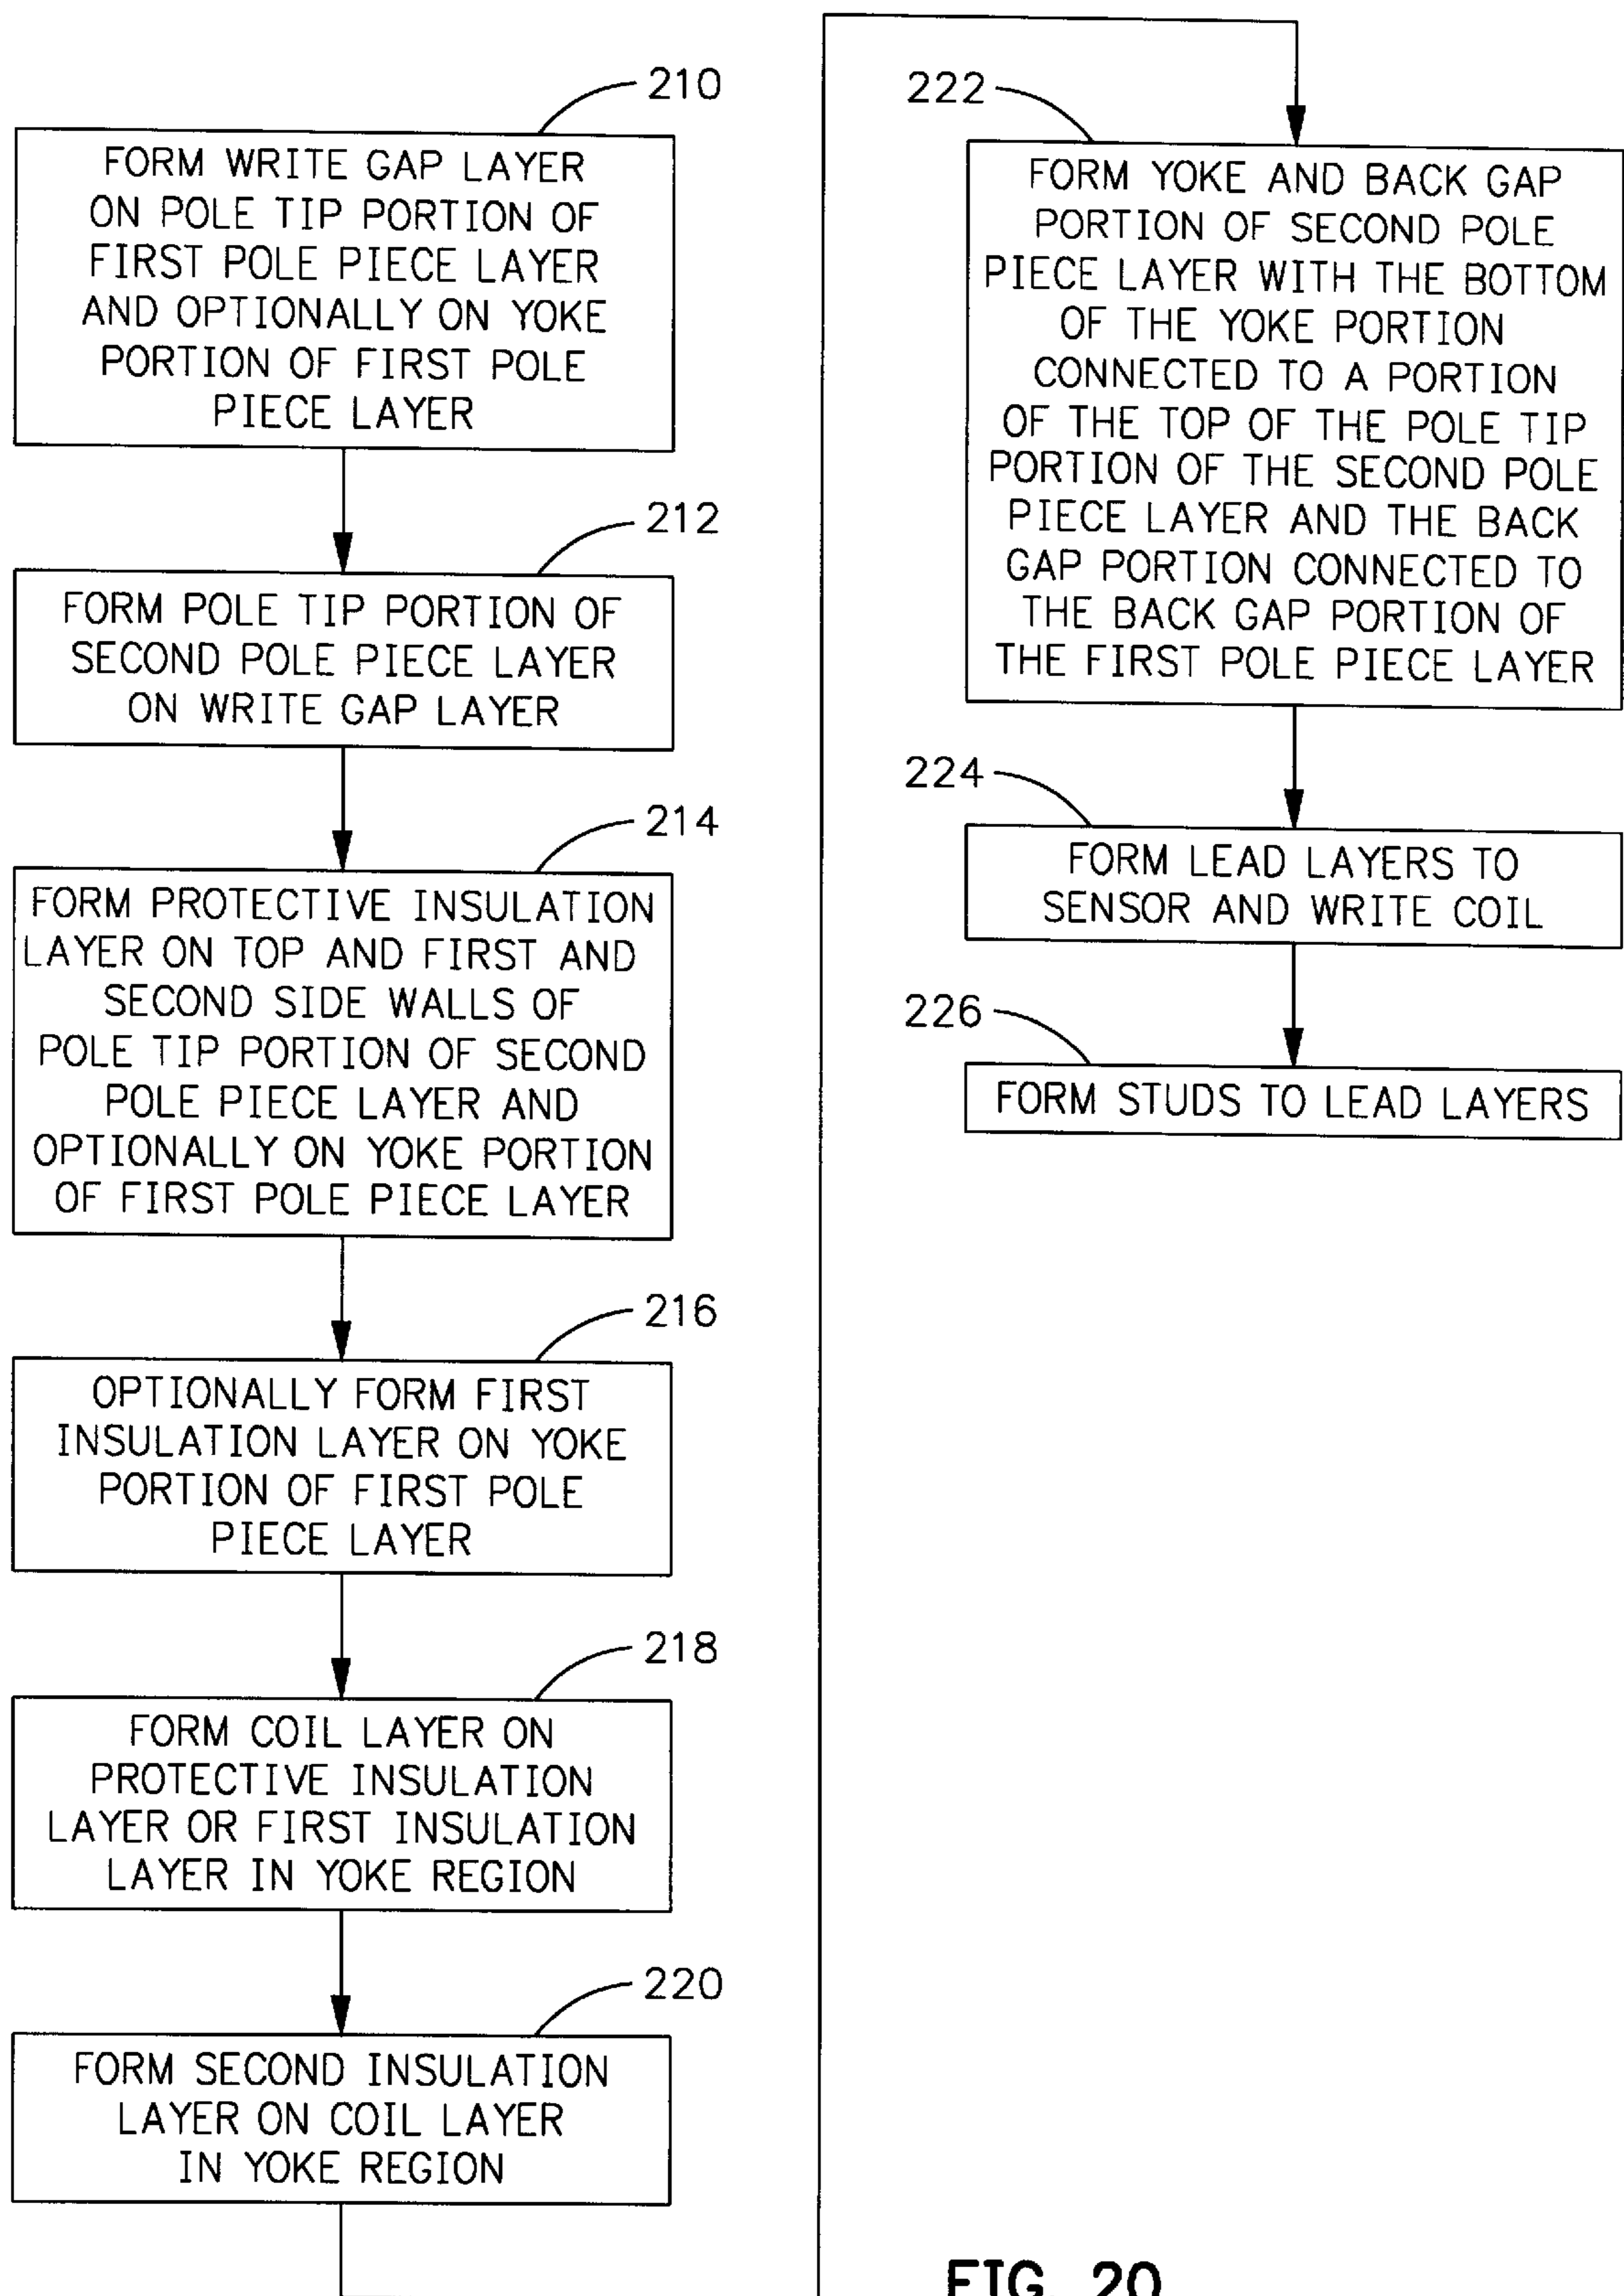 210
FORM WRITE GAP LAYER
ON POLE TIP PORTION OF
FIRST POLE PIECE LAYER
AND OPTIONALLY ON YOKE
PORTION OF FIRST POLE
PIECE LAYER
212
FORM POLE TIP PORTION OF
SECOND POLE PIECE LAYER
ON WRITE GAP LAYER
214
FORM PROTECTIVE INSULATION
LAYER ON TOP AND FIRST AND
SECOND SIDE WALLS OF
POLE TIP PORTION OF SECOND
POLE PIECE LAYER AND
OPTIONALLY ON YOKE PORTION
OF FIRST POLE PIECE LAYER
216
OPTIONALLY FORM FIRST
INSULATION LAYER ON YOKE
PORTION OF FIRST POLE
PIECE LAYER
218
FORM COIL LAYER ON
PROTECTIVE INSULATION
LAYER OR FIRST INSULATION
LAYER IN YOKE REGION
220
FORM SECOND INSULATION
LAYER ON COIL LAYER
IN YOKE REGION
222
FORM YOKE AND BACK GAP
PORTION OF SECOND POLE
PIECE LAYER WITH THE BOTTOM
OF THE YOKE PORTION
CONNECTED TO A PORTION
OF THE TOP OF THE POLE TIP
PORTION OF THE SECOND POLE
PIECE LAYER AND THE BACK
GAP PORTION CONNECTED TO
THE BACK GAP PORTION OF
THE FIRST POLE PIECE LAYER
224
FORM LEAD LAYERS TO
SENSOR AND WRITE COIL
226
FORM STUDS TO LEAD LAYERS
FIG. 20